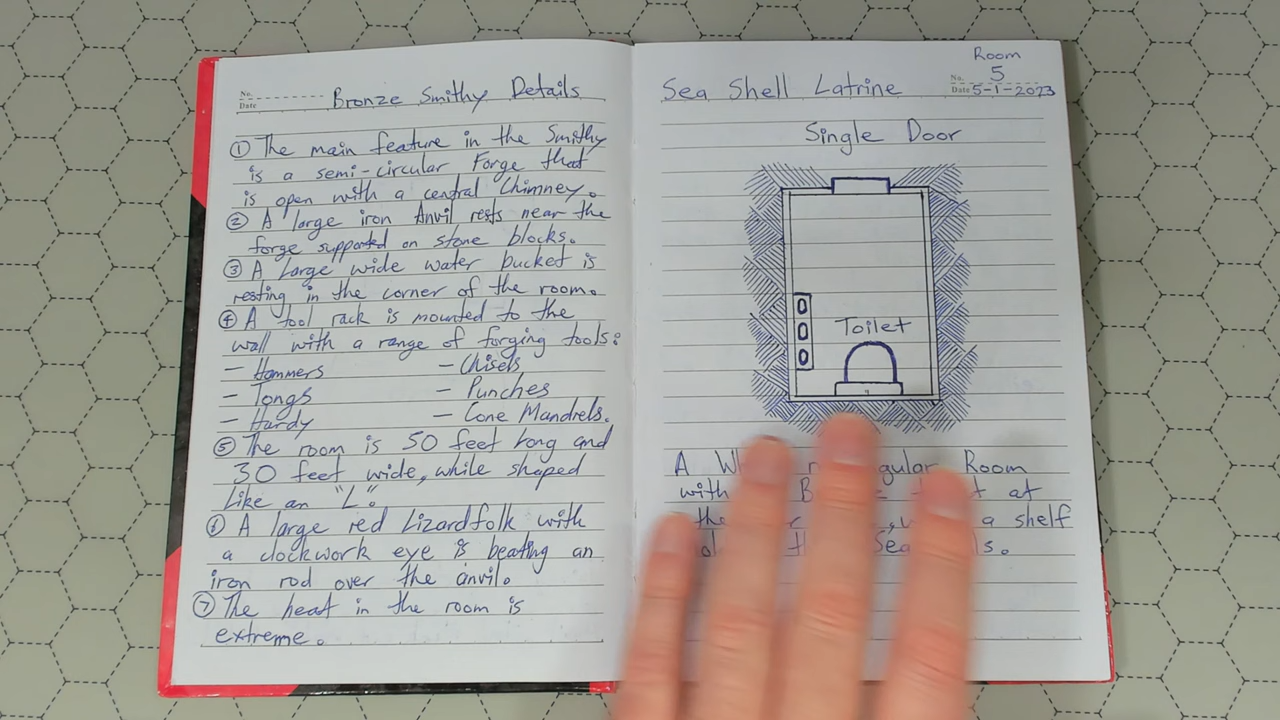 No.
Date
Bronze Smithy Details
① The main feature in the Smithy
is a semi-circular Forge that
is open with a central Chimney.
② A large iron Anvil rests near the
forge supported on stone blocks.
③ A large wide water bucket is
resting in the corner of the room.
④ A tool rack is mounted to the
wall with a range of forging tools:
- Hammers - Chisels
- Tongs - Punches
- Hardy - Cone Mandrels.
⑤ The room is 50 feet long and
30 feet wide, while shaped
like an "L".
⑥ A large red Lizardfolk with
a clockwork eye is beating an
iron rod over the anvil.
⑦ The heat in the room is
extreme.
Room
No. 5
Sea Shell Latrine Date 5-1-2023
Single Door
Toilet
A Room
with at
a shelf